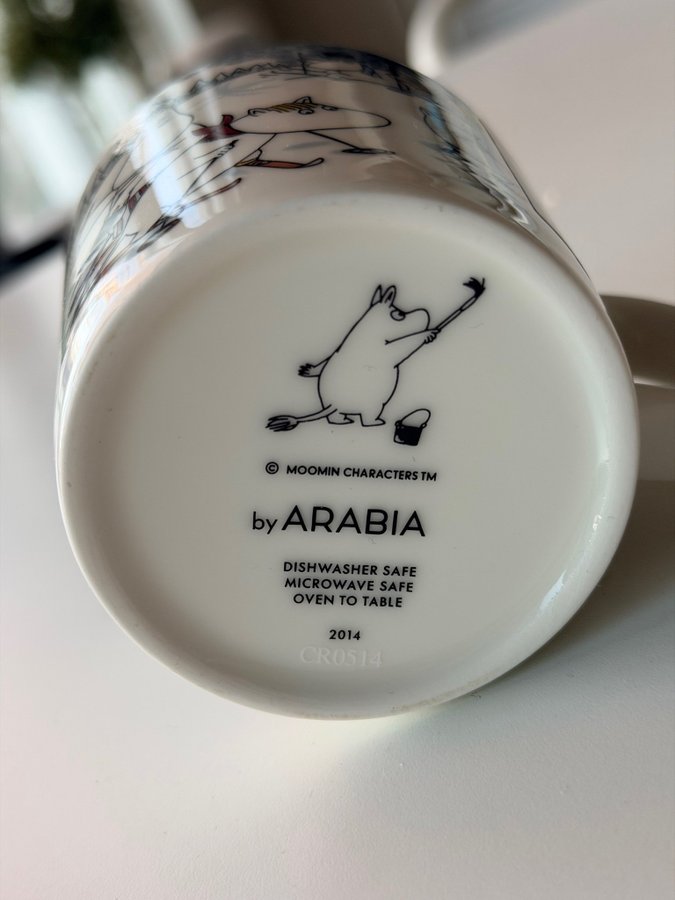 © MOOMIN CHARACTERS TM
by ARABIA
DISHWASHER SAFE
MICROWAVE SAFE
OVEN TO TABLE
2014
CR0514